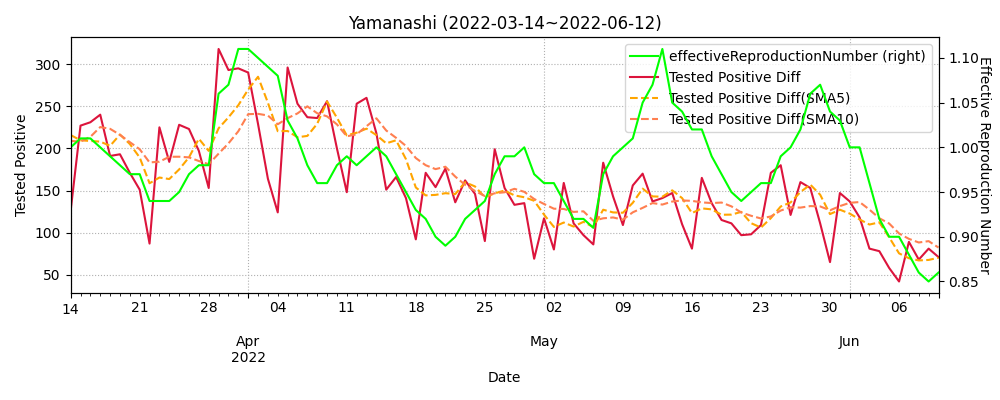 Yamanashi (2022-03-14~2022-06-12)
effectiveReproductionNumber (right)
Tested Positive Diff
Tested Positive Diff(SMA5)
Tested Positive Diff(SMA10)
Tested Positive
300
250
200
150
100
50
Effective Reproduction Number
1.10
1.05
1.00
0.95
0.90
0.85
14 21 28 04 11 18 25 02 09 16 23 30 06
Apr May Jun
2022
Date